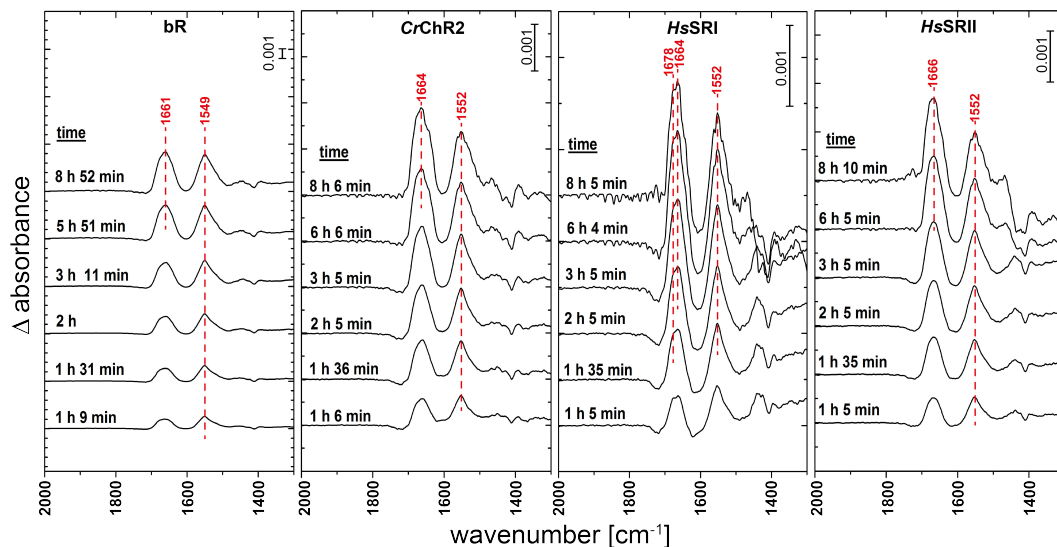 bR
0.001
1661
1549
time
8 h 52 min
5 h 51 min
3 h 11 min
2 h
1 h 31 min
1 h 9 min
2000
1800
1600
1400
CrChR2
0.001
1664
1552
time
8 h 6 min
6 h 6 min
3 h 5 min
2 h 5 min
1 h 36 min
1 h 6 min
2000
1800
1600
1400
HsSRI
0.001
1678
1664
1552
time
8 h 5 min
6 h 4 min
3 h 5 min
2 h 5 min
1 h 35 min
1 h 5 min
2000
1800
1600
1400
HsSRII
0.001
1666
1552
time
8 h 10 min
6 h 5 min
3 h 5 min
2 h 5 min
1 h 35 min
1 h 5 min
2000
1800
1600
1400
Δ absorbance
wavenumber [cm⁻¹]